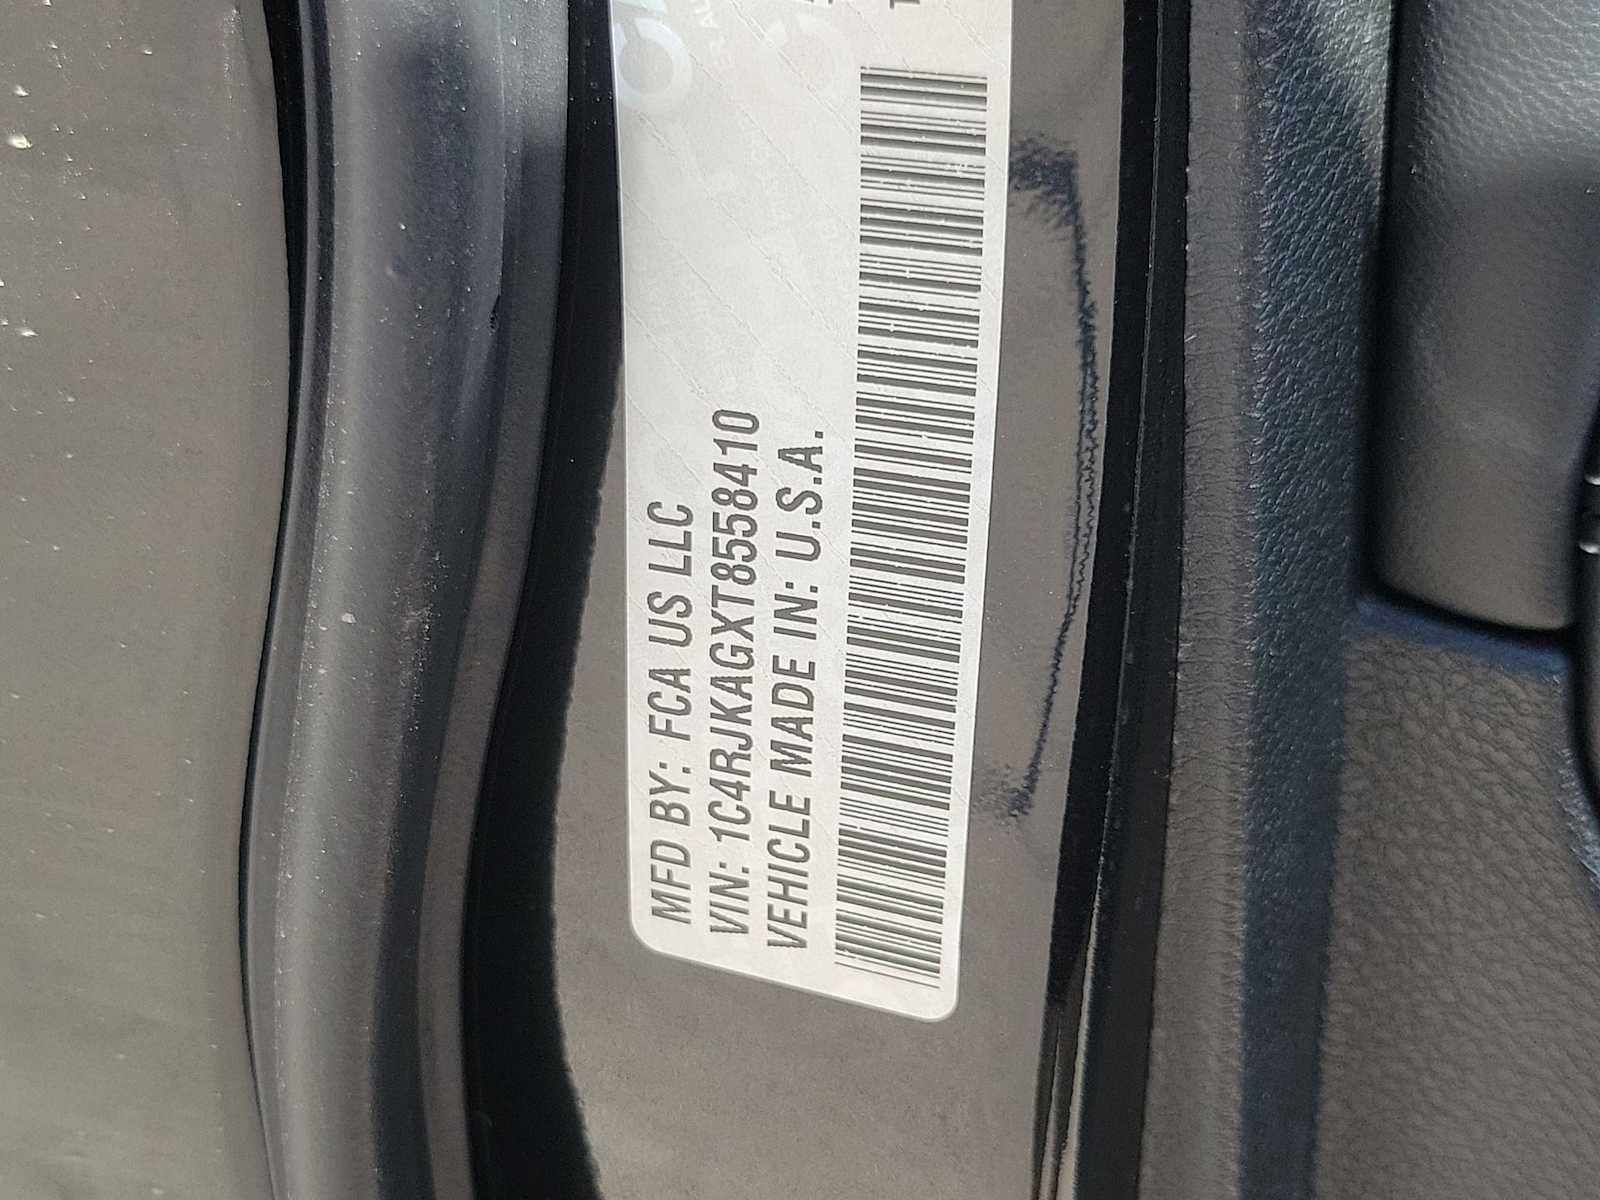 MFD BY: FCA US LLC
VIN: 1C4RJKAGXT8558410
VEHICLE MADE IN: U.S.A.